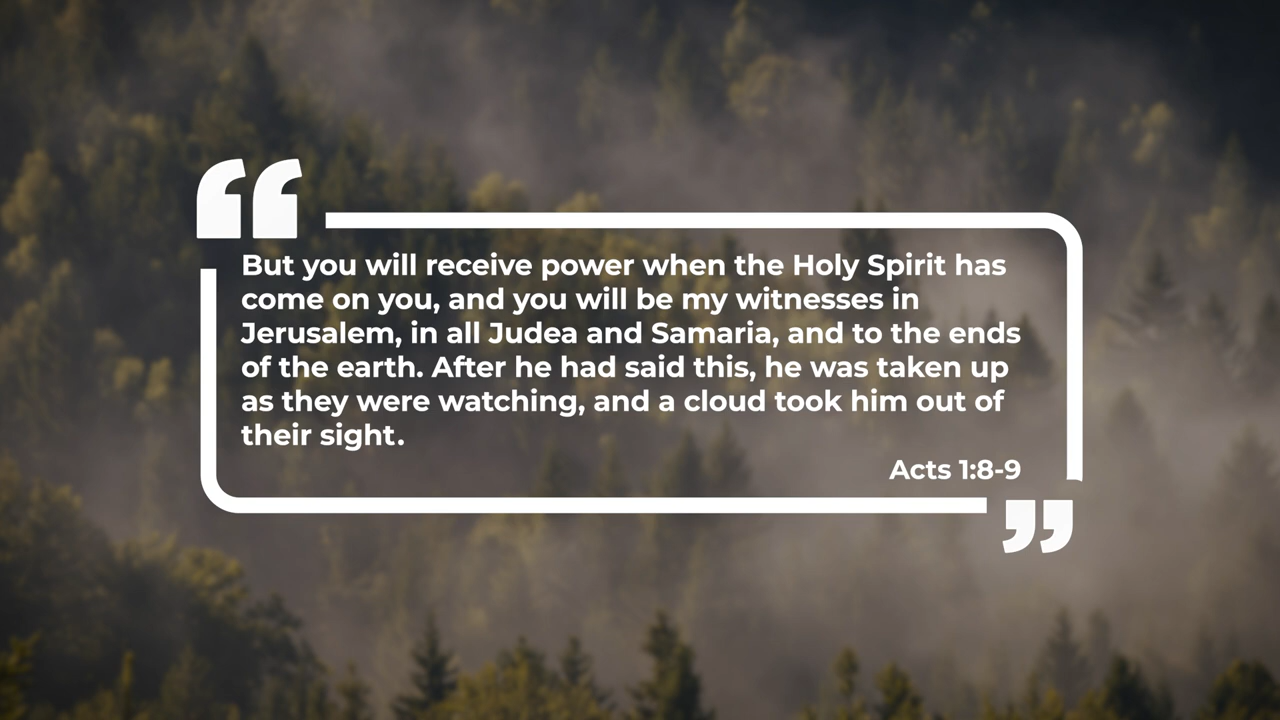 But you will receive power when the Holy Spirit has
come on you, and you will be my witnesses in
Jerusalem, in all Judea and Samaria, and to the ends
of the earth. After he had said this, he was taken up
as they were watching, and a cloud took him out of
their sight.
Acts 1:8-9